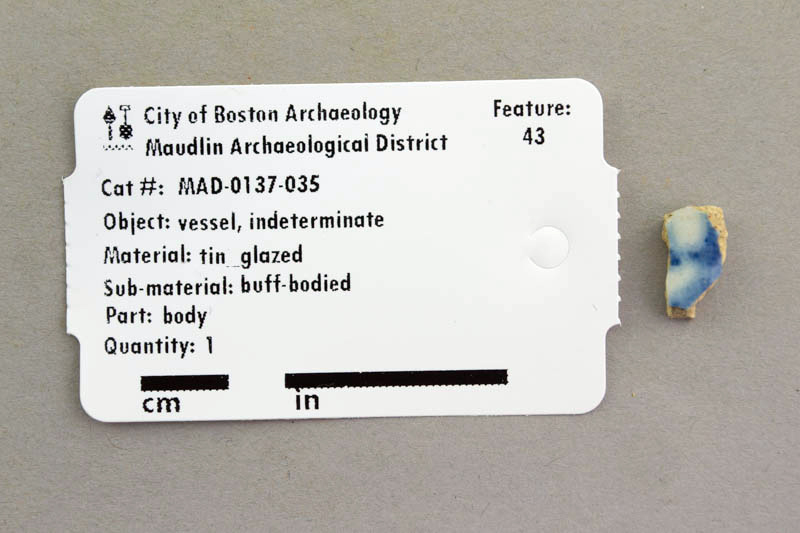 City of Boston Archaeology
Maudlin Archaeological District
Feature:
43
Cat #: MAD-0137-035
Object: vessel, indeterminate
Material: tin_glazed
Sub-material: buff-bodied
Part: body
Quantity: 1
cm
in